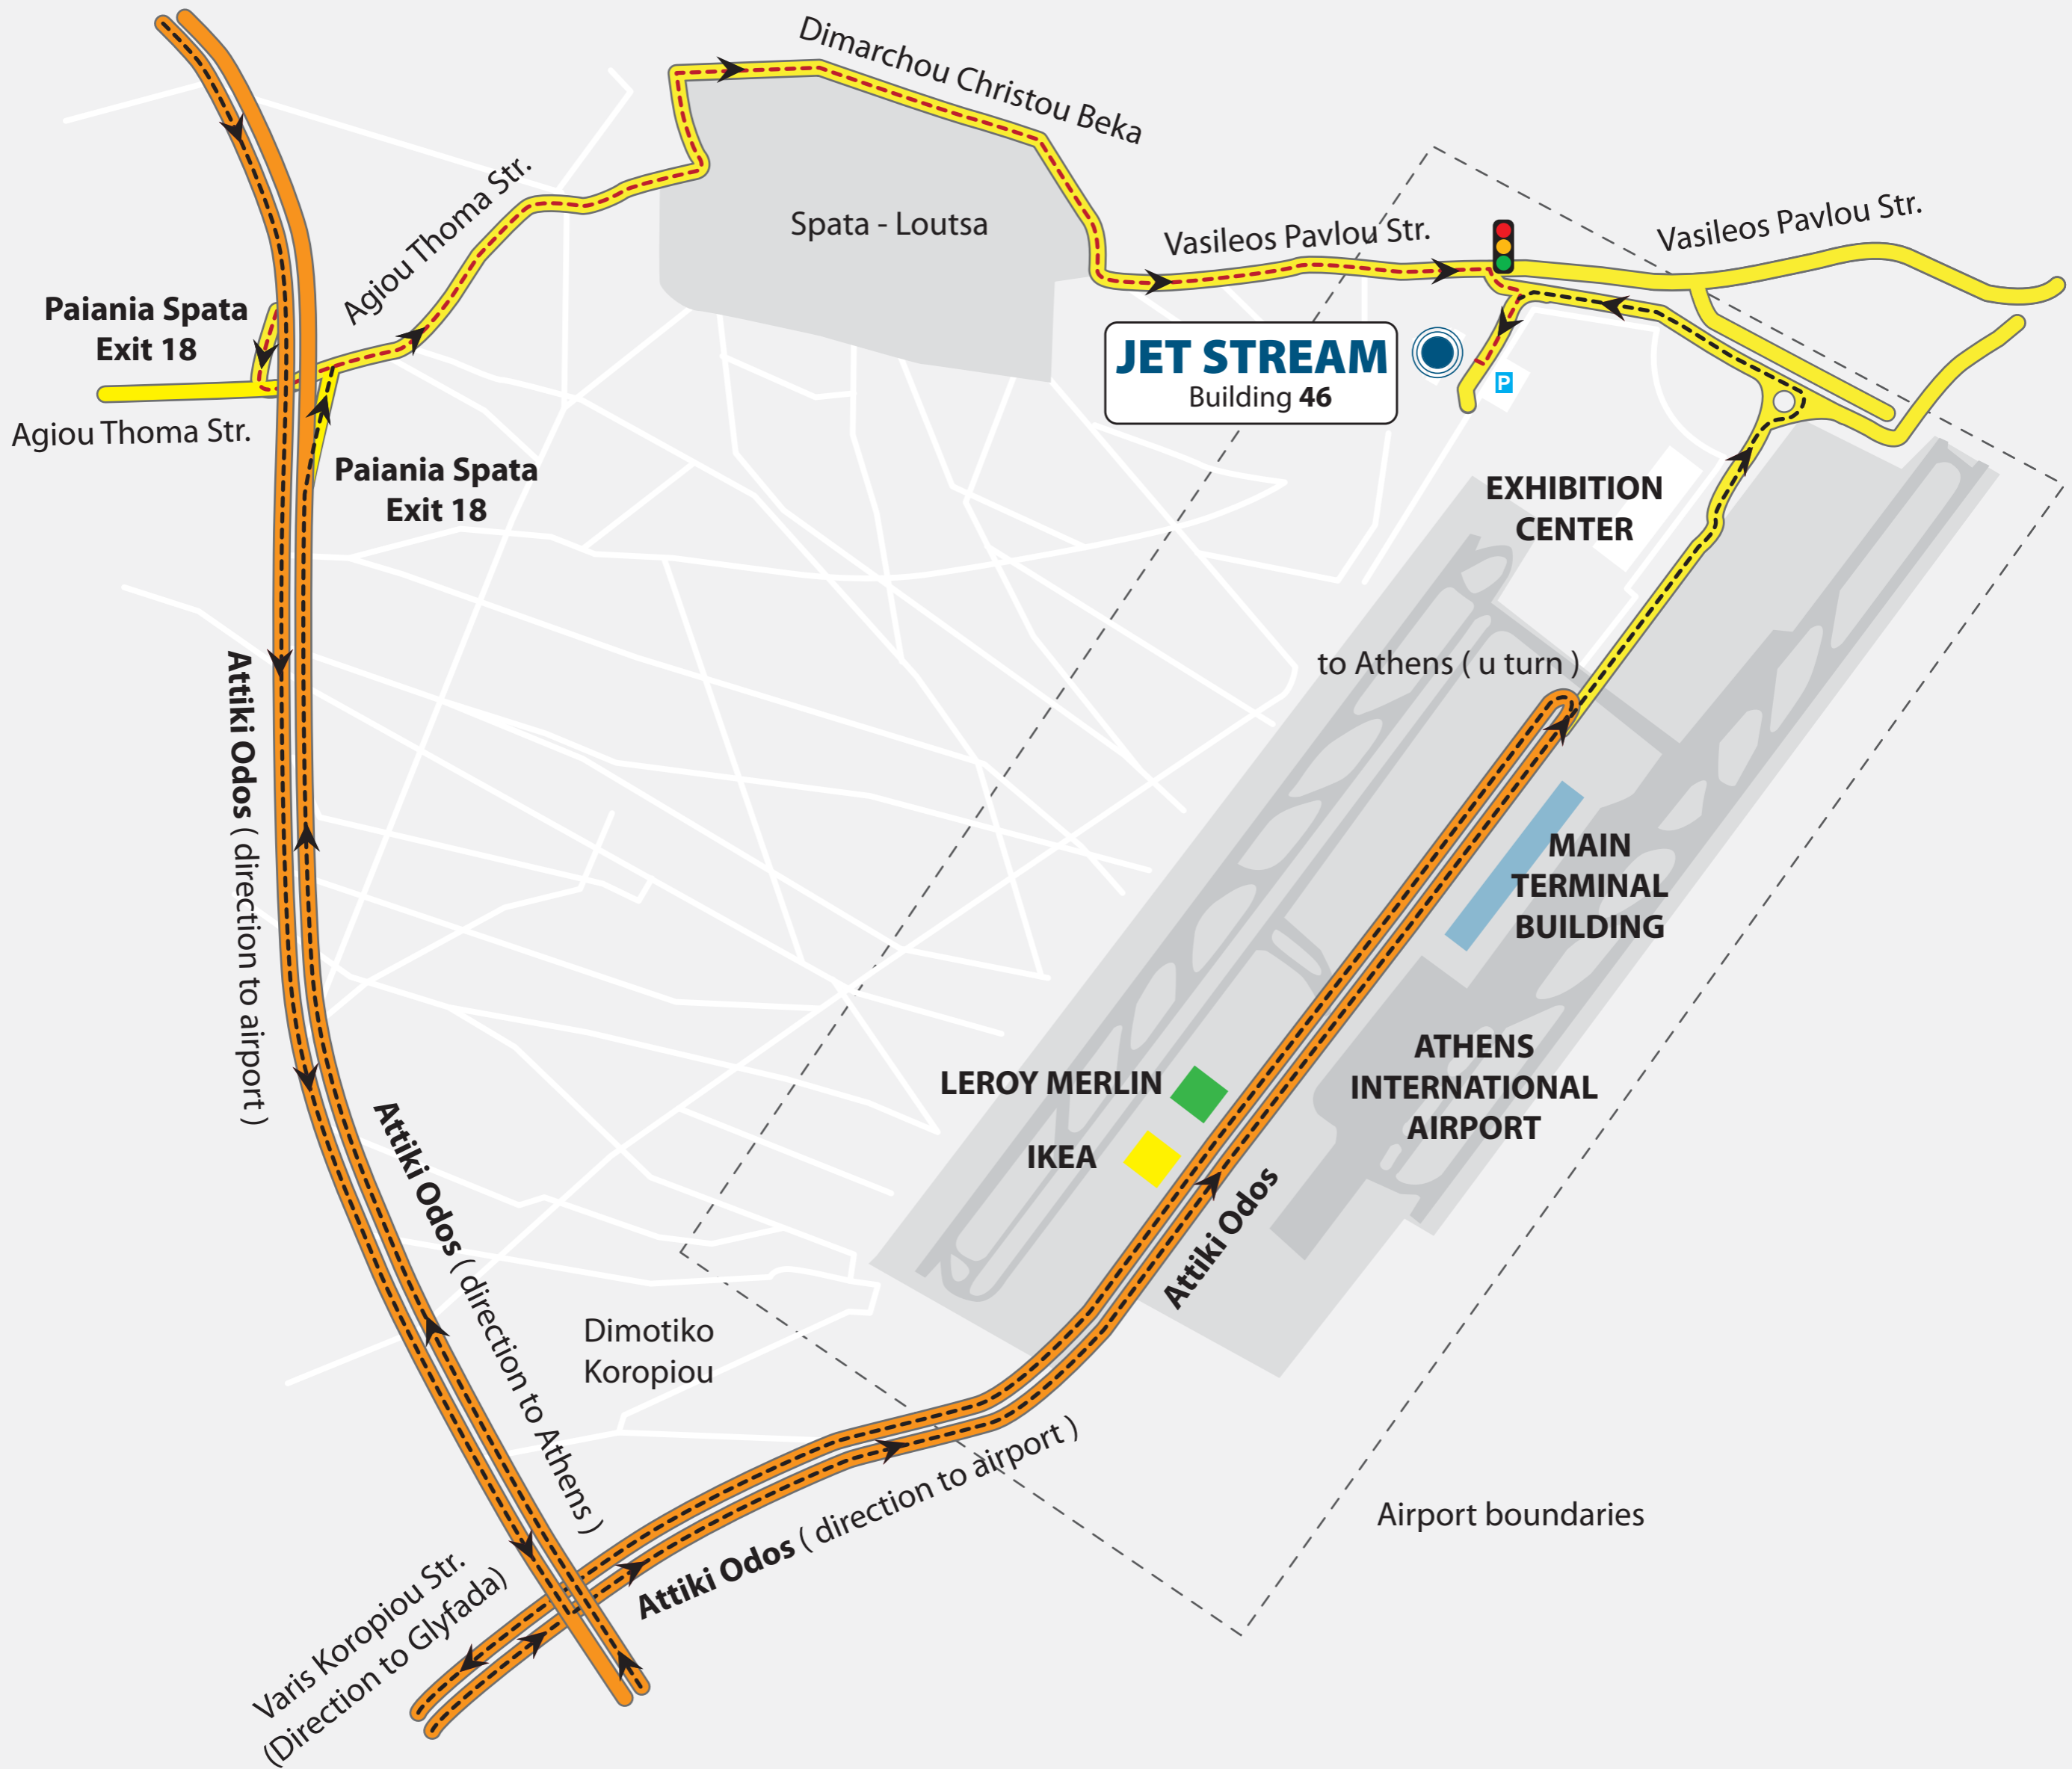 Dimarchou Christou Beka
Agiou Thoma Str.
Spata - Loutsa
Vasileos Pavlou Str.
Vasileos Pavlou Str.
Paiania Spata
Exit 18
JET STREAM
Building 46
P
Agiou Thoma Str.
Paiania Spata
Exit 18
EXHIBITION
CENTER
to Athens ( u turn )
Attiki Odos ( direction to airport )
MAIN
TERMINAL
BUILDING
ATHENS
INTERNATIONAL
AIRPORT
LEROY MERLIN
IKEA
Attiki Odos ( direction to Athens )
Attiki Odos
Dimotiko
Koropiou
Attiki Odos ( direction to airport )
Airport boundaries
Varis Koropiou Str.
(Direction to Glyfada)